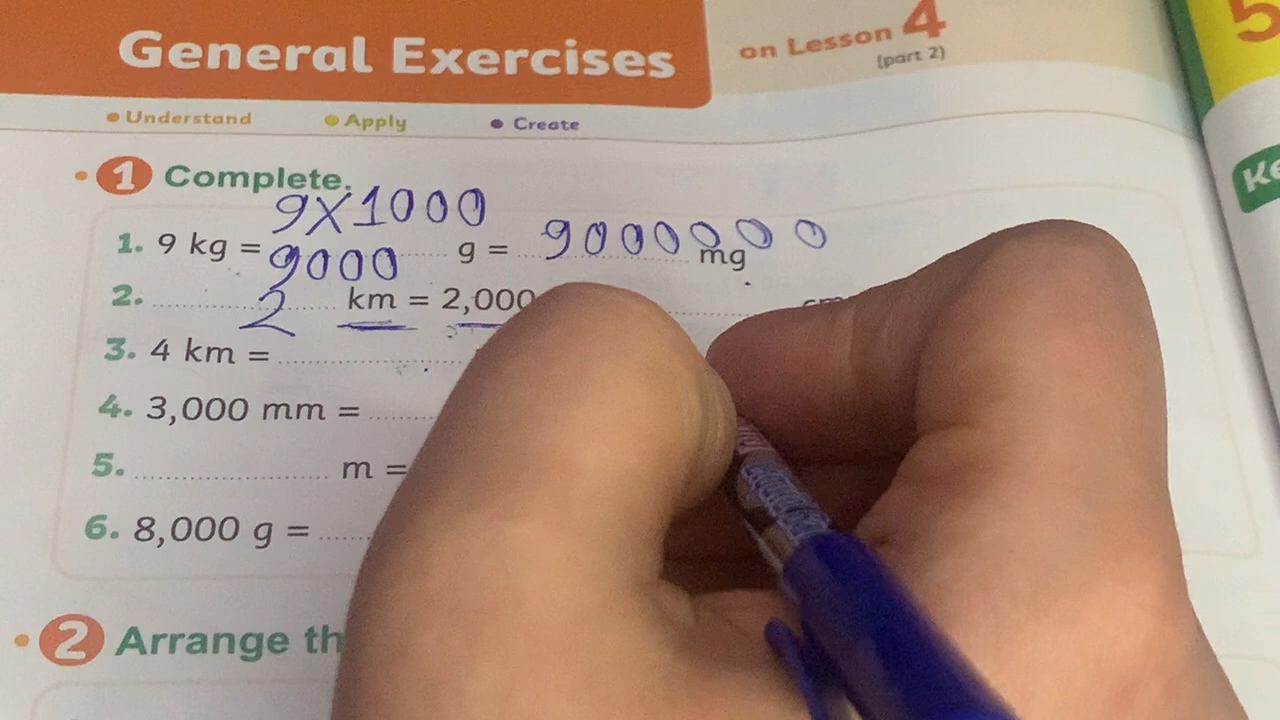 General Exercises on Lesson 4
(part 2)
Understand Apply Create
1 Complete.
9X1000
1. 9 kg = 9000 g = 9000000 mg
2. 2 km = 2,000
3. 4 km =
4. 3,000 mm =
5. m =
6. 8,000 g =
2 Arrange th
5
Ke